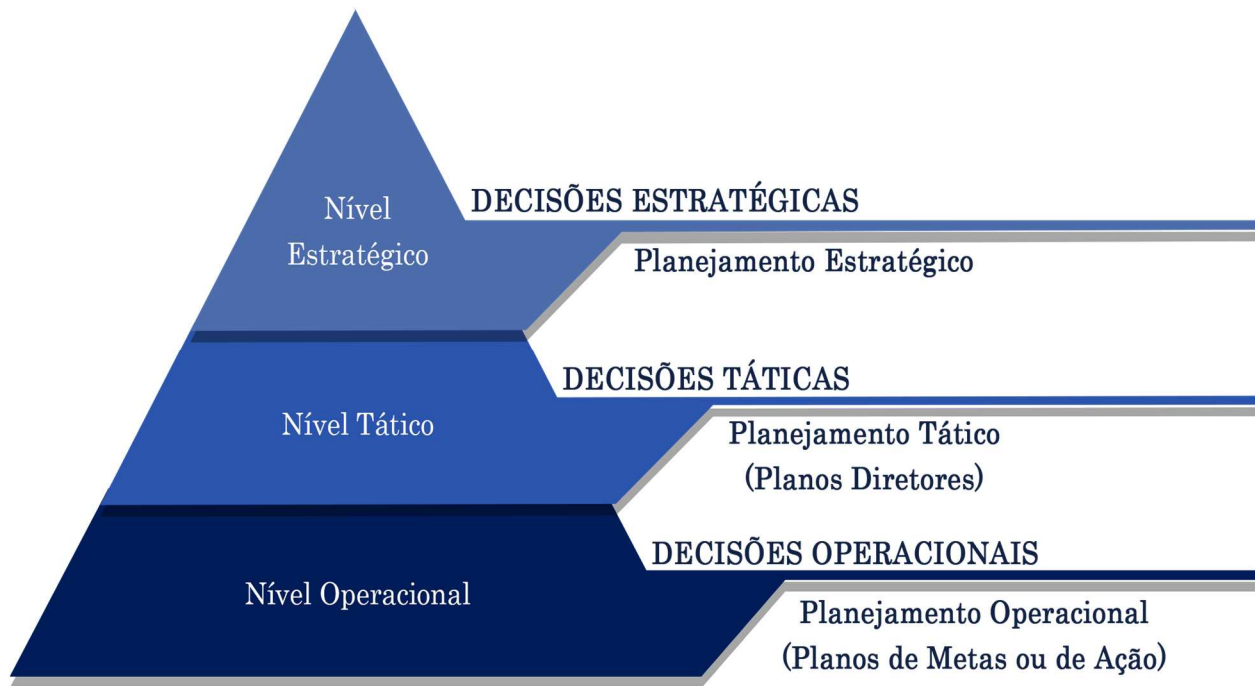 Nível
Estratégico
DECISÕES ESTRATÉGICAS
Planejamento Estratégico
Nível Tático
DECISÕES TÁTICAS
Planejamento Tático
(Planos Diretores)
Nível Operacional
DECISÕES OPERACIONAIS
Planejamento Operacional
(Planos de Metas ou de Ação)